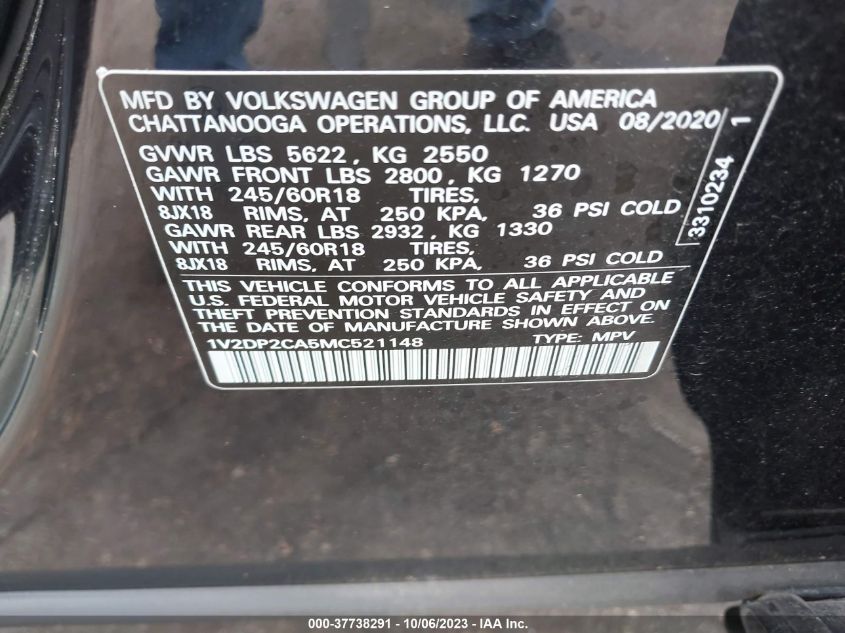 MFD BY VOLKSWAGEN GROUP OF AMERICA
CHATTANOOGA OPERATIONS, LLC. USA 08/2020
GVWR LBS 5622, KG 2550
GAWR FRONT LBS 2800, KG 1270
WITH 245/60R18 TIRES,
8JX18 RIMS, AT 250 KPA, 36 PSI COLD
GAWR REAR LBS 2932, KG 1330
WITH 245/60R18 TIRES,
8JX18 RIMS, AT 250 KPA, 36 PSI COLD
3310234 1
THIS VEHICLE CONFORMS TO ALL APPLICABLE
U.S. FEDERAL MOTOR VEHICLE SAFETY AND
THEFT PREVENTION STANDARDS IN EFFECT ON
THE DATE OF MANUFACTURE SHOWN ABOVE.
1V2DP2CA5MC521148 TYPE: MPV
000-37738291 - 10/06/2023 - IAA Inc.